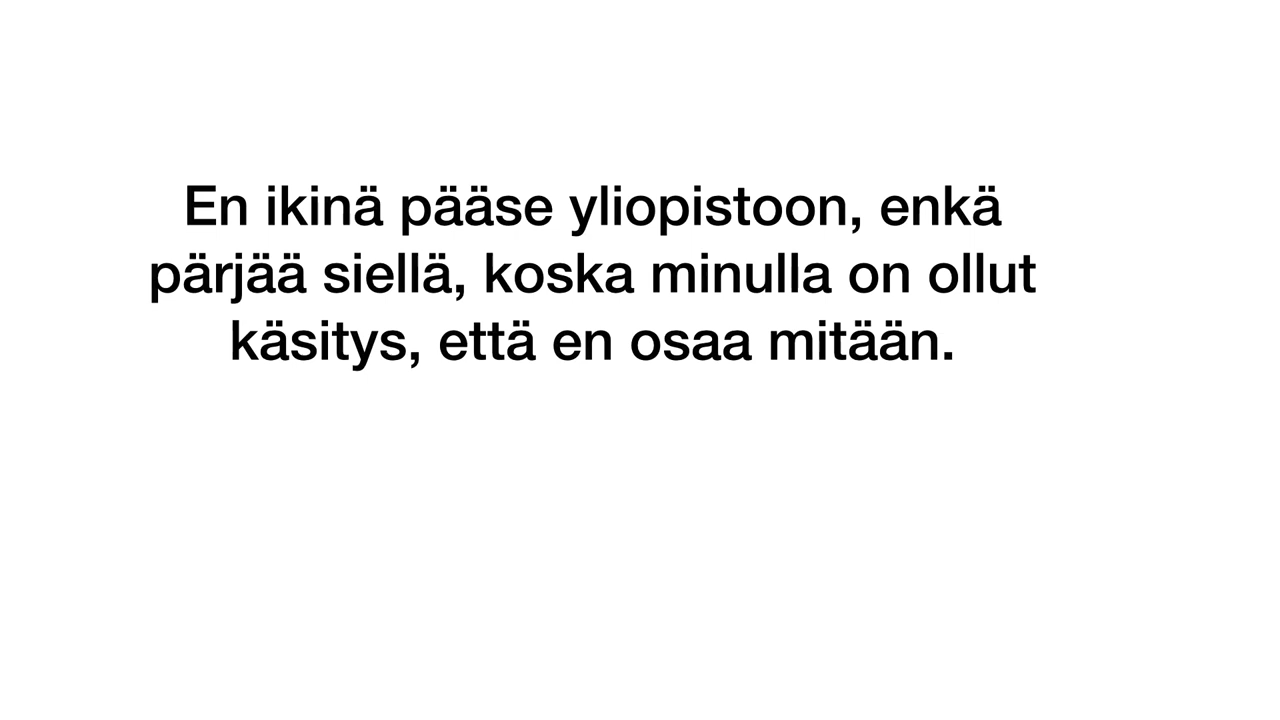 En ikinä pääse yliopistoon, enkä
pärjää siellä, koska minulla on ollut
käsitys, että en osaa mitään.